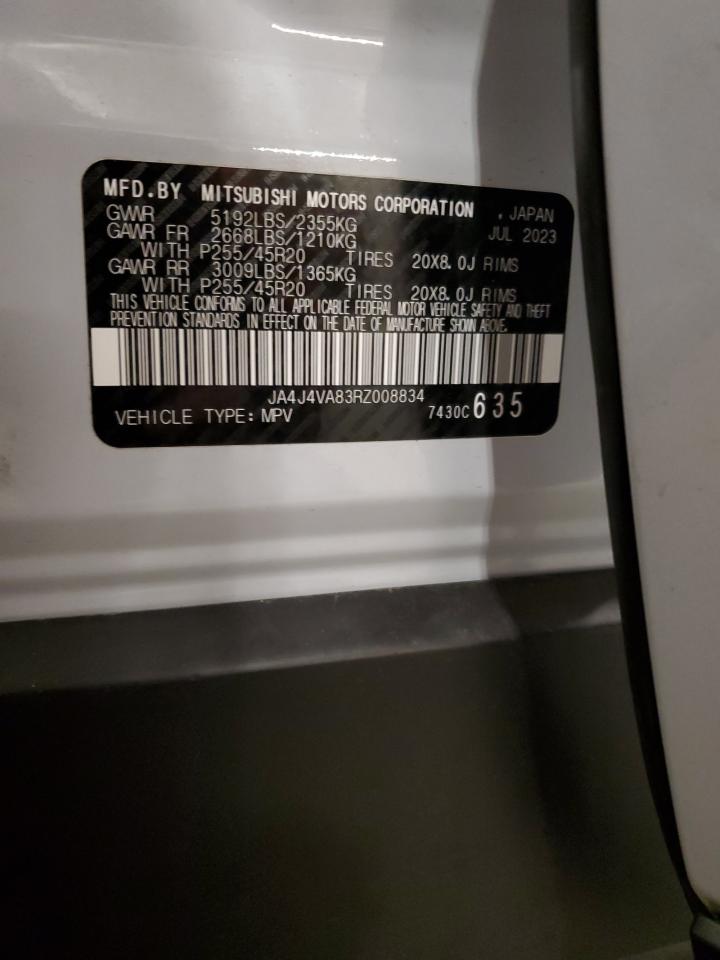 MFD.BY MITSUBISHI MOTORS CORPORATION , JAPAN
GVWR 5192LBS/2355KG JUL 2023
GAWR FR 2668LBS/1210KG
WITH P255/45R20 TIRES 20X8.0J RIMS
GAWR RR 3009LBS/1365KG
WITH P255/45R20 TIRES 20X8.0J RIMS
THIS VEHICLE CONFORMS TO ALL APPLICABLE FEDERAL MOTOR VEHICLE SAFETY AND THEFT
PREVENTION STANDARDS IN EFFECT ON THE DATE OF MANUFACTURE SHOWN ABOVE.
JA4J4VA83RZ008834
VEHICLE TYPE: MPV 7430C 635